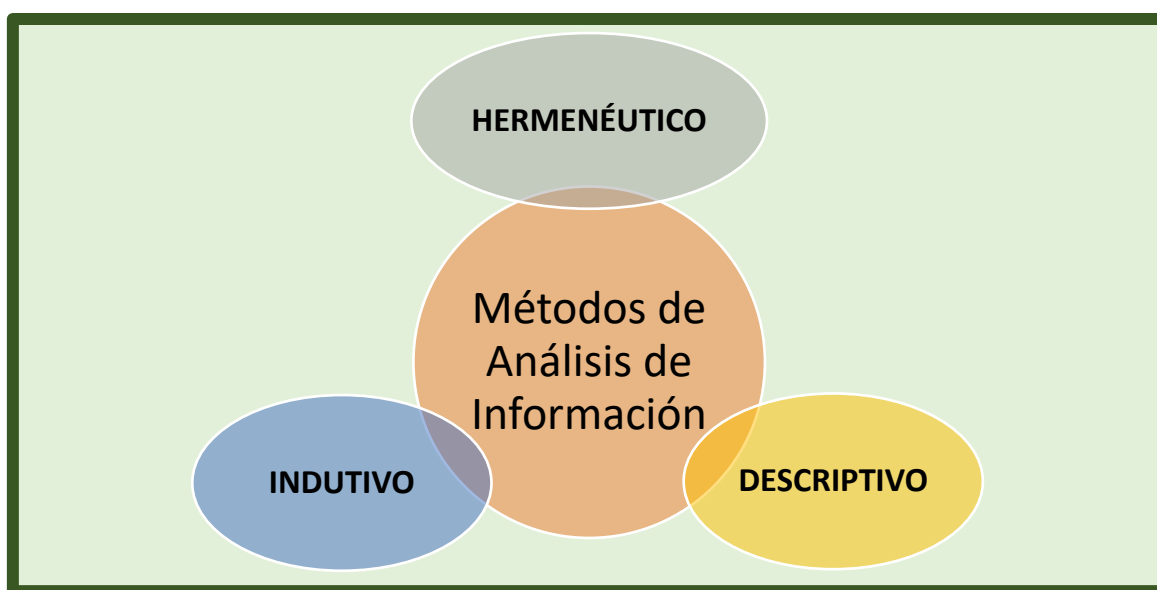 HERMENÉUTICO
Métodos de
Análisis de
Información
INDUTIVO
DESCRIPTIVO